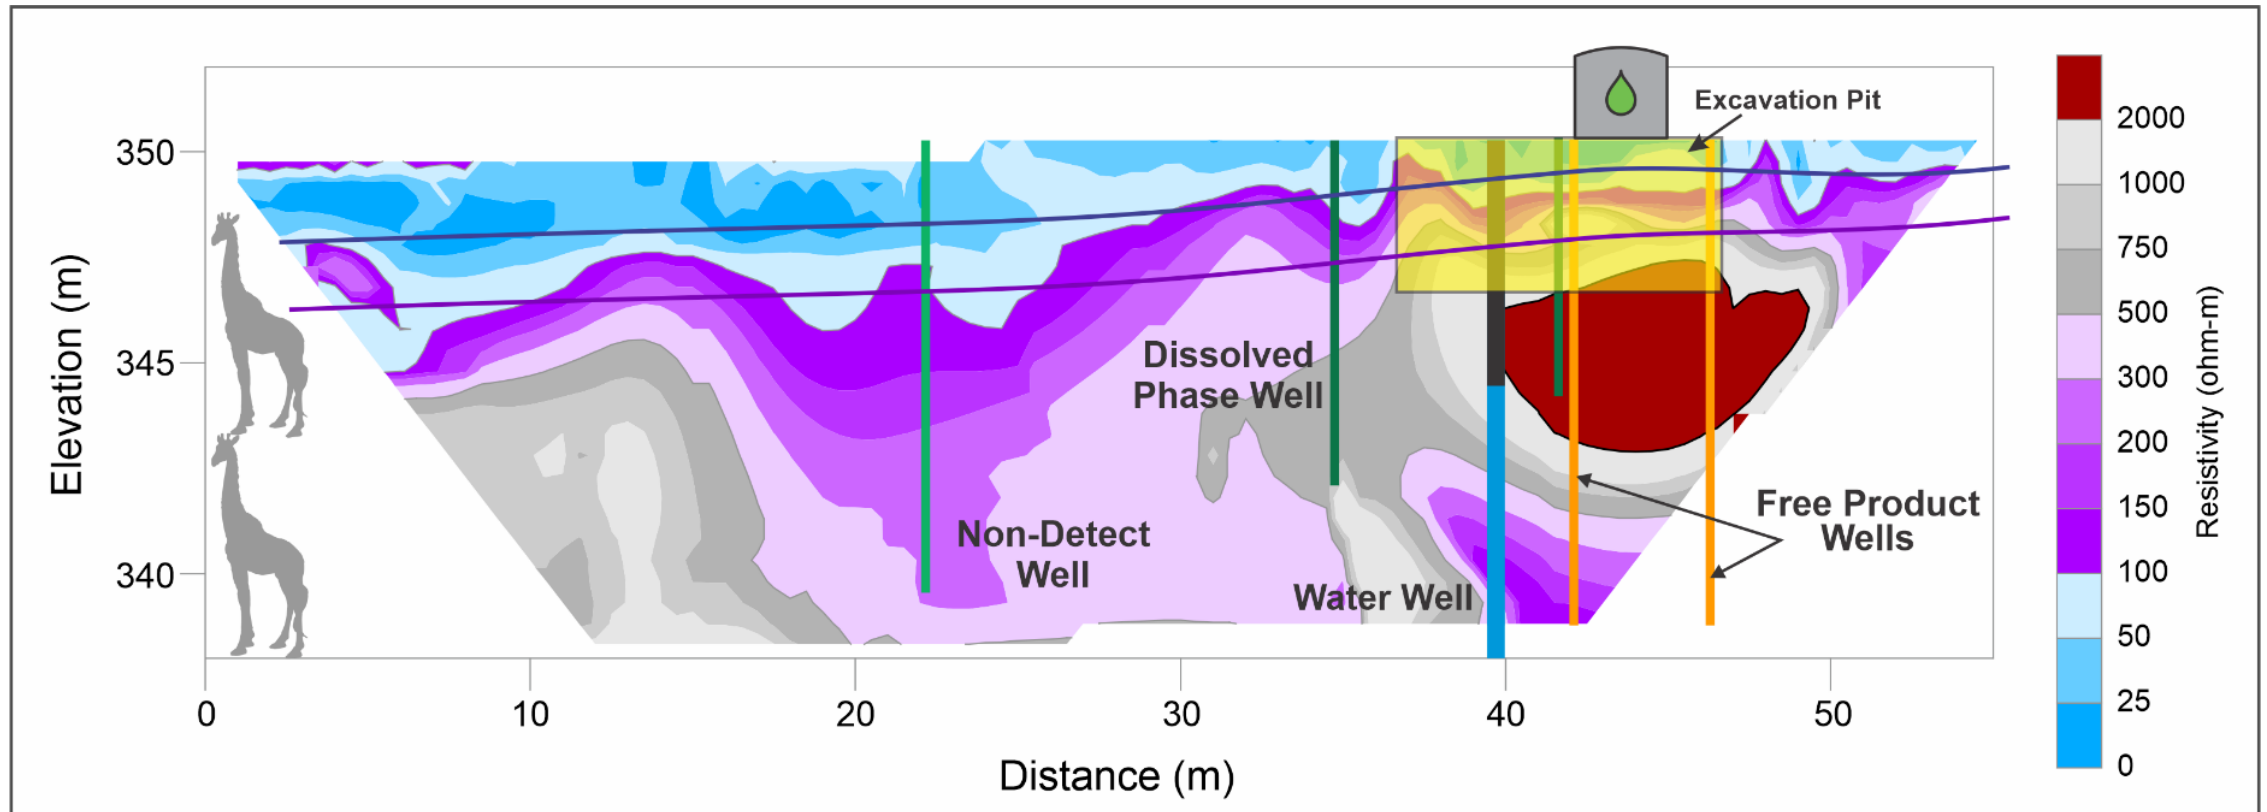 Excavation Pit
350
345
340
Elevation (m)
Dissolved
Phase Well
Non-Detect
Well
Water Well
Free Product
Wells
0
10
20
30
40
50
Distance (m)
2000
1000
750
500
300
200
150
100
50
25
0
Resistivity (ohm-m)